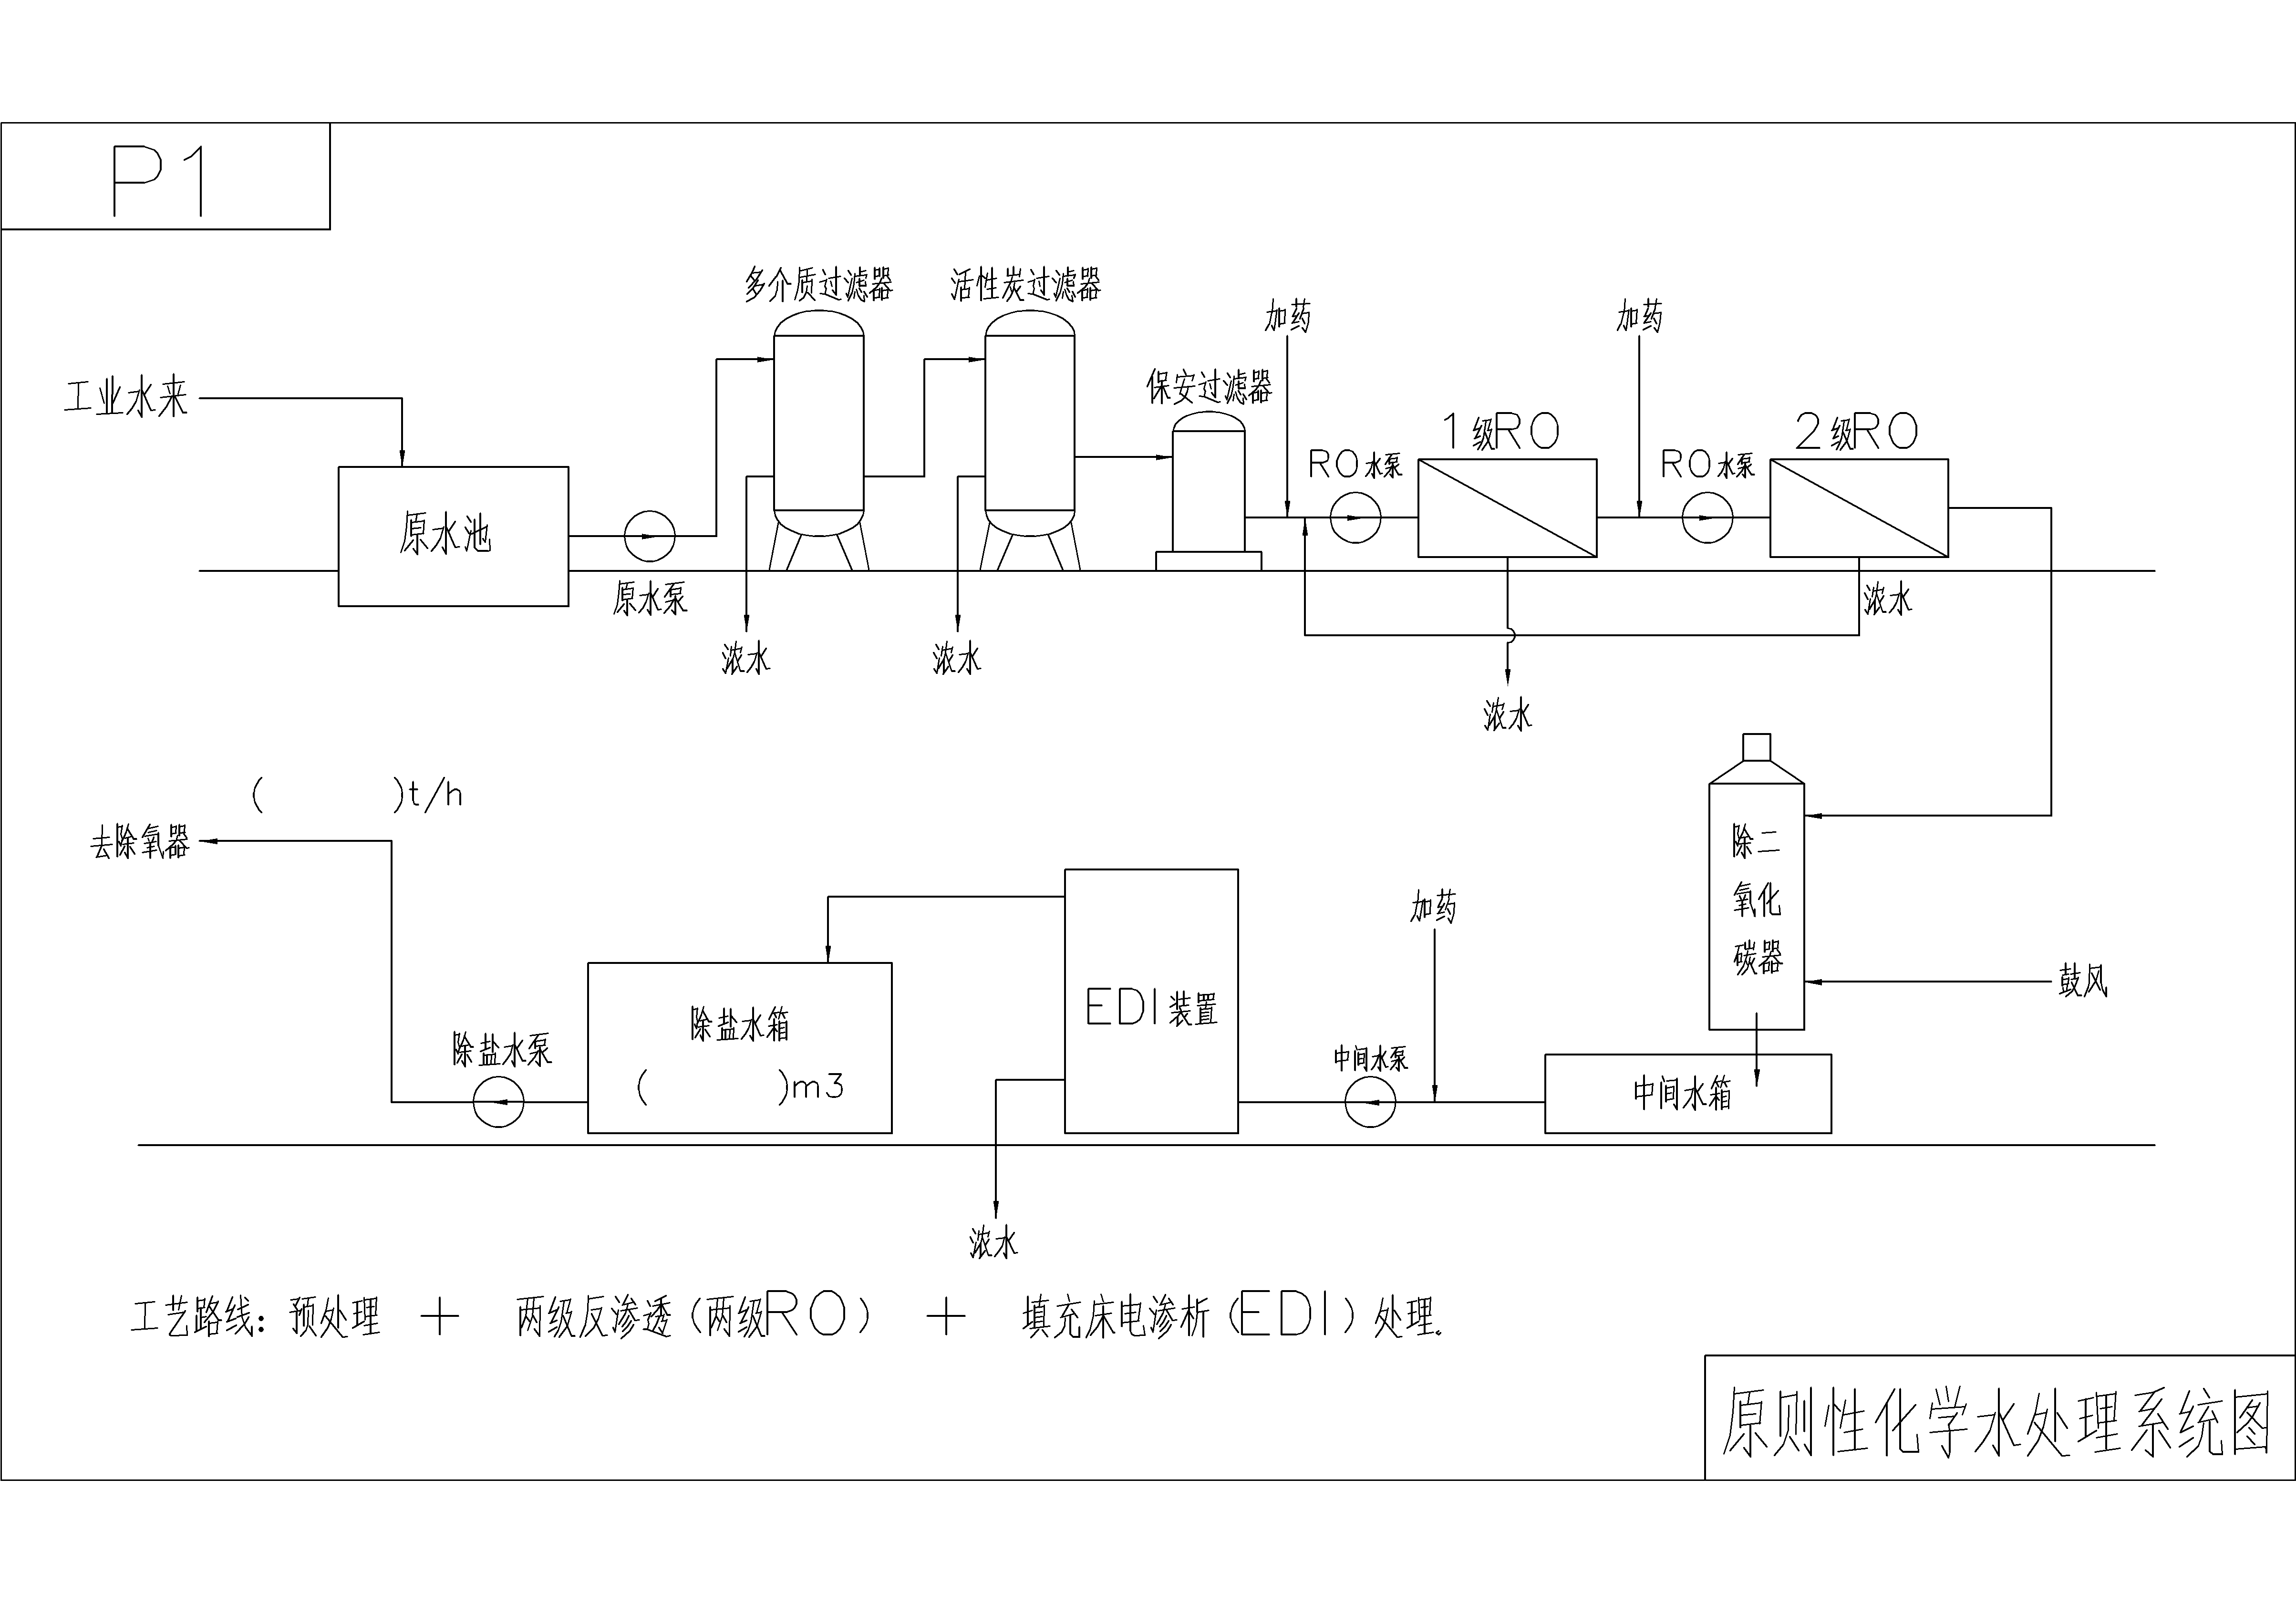 P1
多介质过滤器
活性炭过滤器
加药
加药
保安过滤器
工业水来
1级RO
2级RO
RO水泵
RO水泵
原水池
原水泵
浓水
浓水
浓水
浓水
(        )t/h
去除氧器
除二
氧化
碳器
加药
鼓风
EDI装置
除盐水箱
(        )m3
除盐水泵
中间水泵
中间水箱
浓水
工艺路线：预处理 + 两级反渗透（两级RO） + 填充床电渗析（EDI）处理。
原则性化学水处理系统图